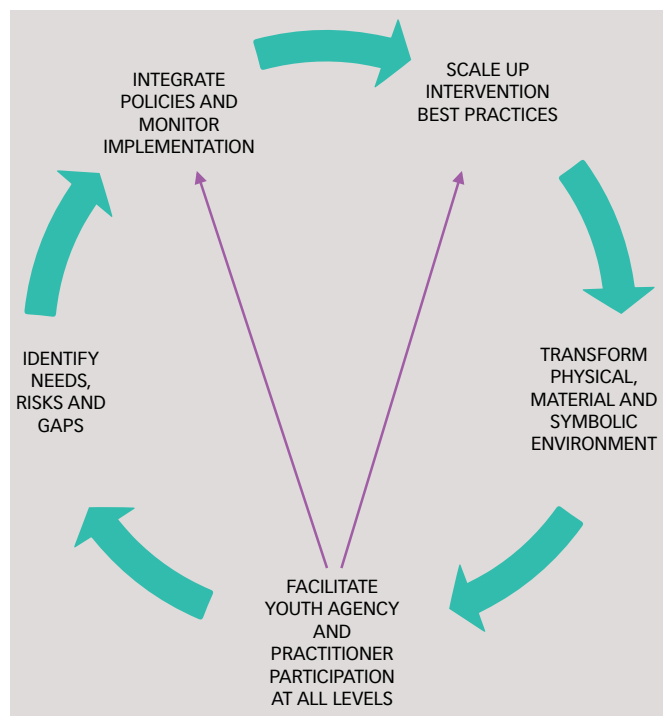 INTEGRATE
POLICIES AND
MONITOR
IMPLEMENTATION
SCALE UP
INTERVENTION
BEST PRACTICES
TRANSFORM
PHYSICAL,
MATERIAL AND
SYMBOLIC
ENVIRONMENT
FACILITATE
YOUTH AGENCY
AND
PRACTITIONER
PARTICIPATION
AT ALL LEVELS
IDENTIFY
NEEDS,
RISKS AND
GAPS